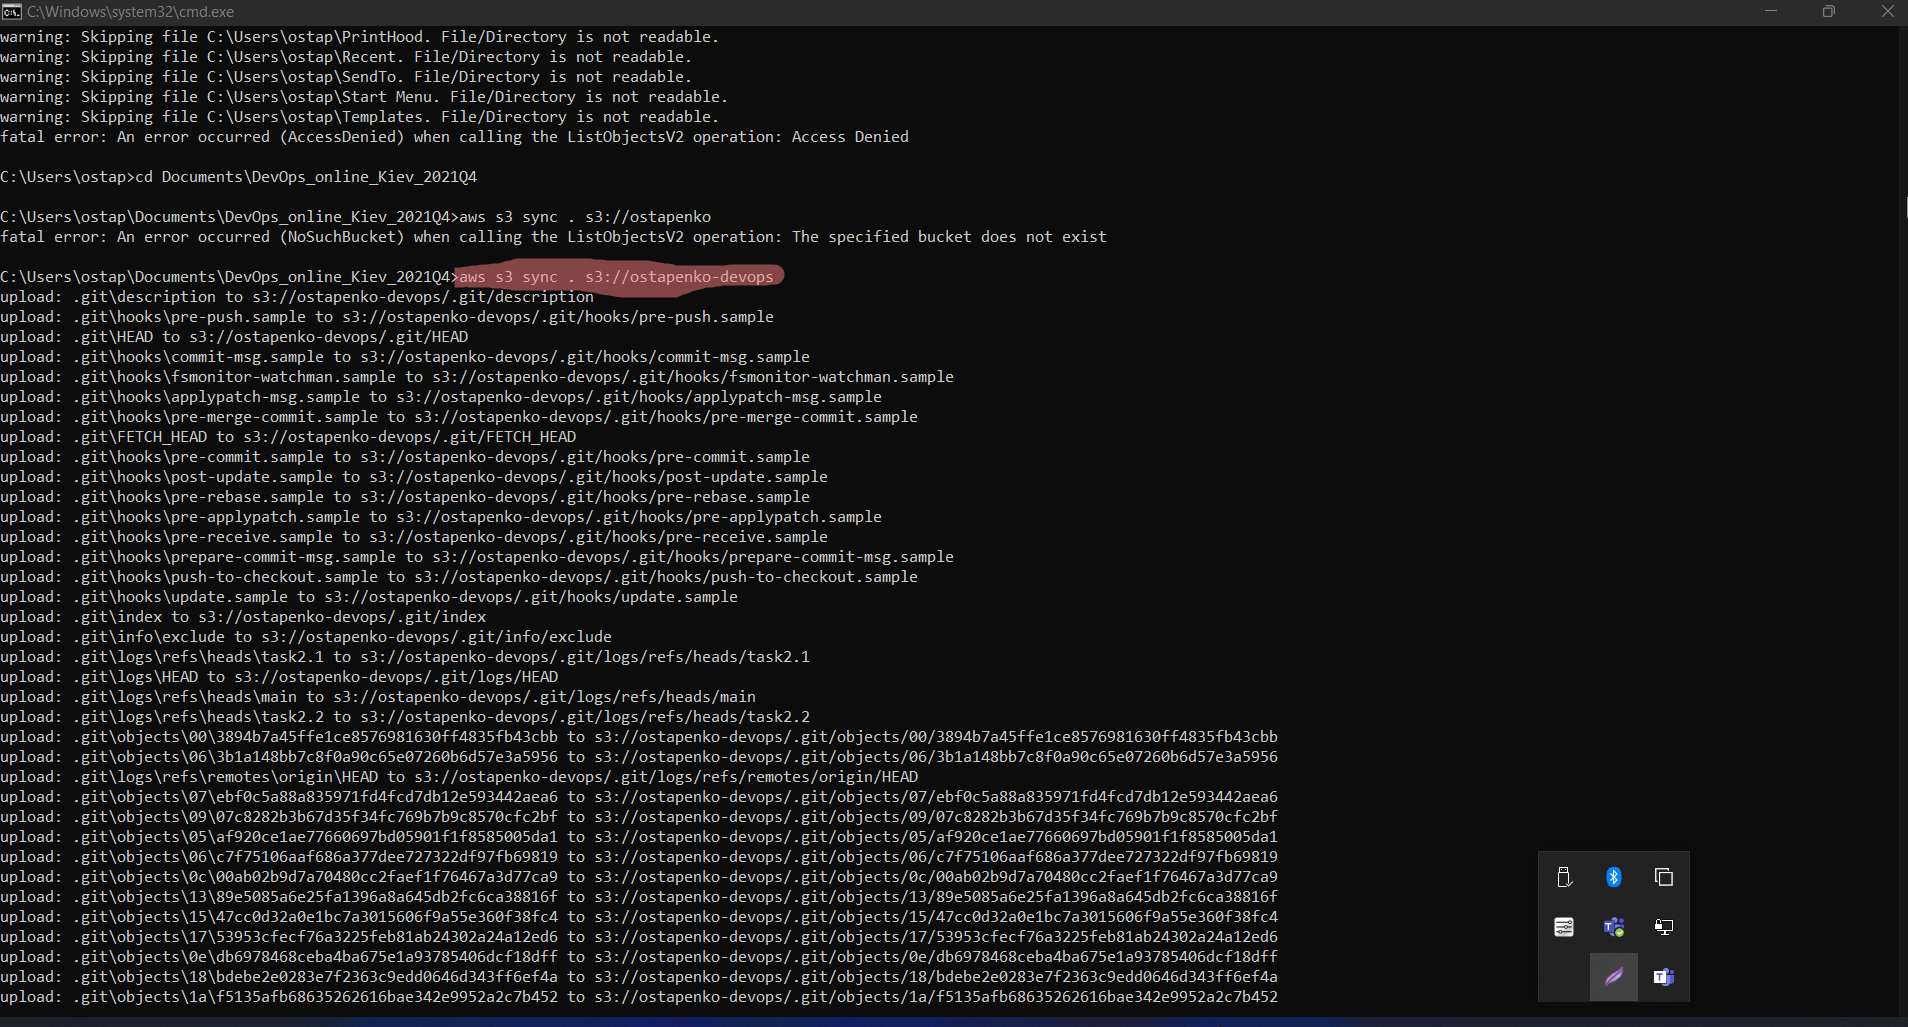 C:\Windows\system32\cmd.exe
warning: Skipping file C:\Users\ostap\PrintHood. File/Directory is not readable.
warning: Skipping file C:\Users\ostap\Recent. File/Directory is not readable.
warning: Skipping file C:\Users\ostap\SendTo. File/Directory is not readable.
warning: Skipping file C:\Users\ostap\Start Menu. File/Directory is not readable.
warning: Skipping file C:\Users\ostap\Templates. File/Directory is not readable.
fatal error: An error occurred (AccessDenied) when calling the ListObjectsV2 operation: Access Denied
C:\Users\ostap>cd Documents\DevOps_online_Kiev_2021Q4
C:\Users\ostap\Documents\DevOps_online_Kiev_2021Q4>aws s3 sync . s3://ostapenko
fatal error: An error occurred (NoSuchBucket) when calling the ListObjectsV2 operation: The specified bucket does not exist
C:\Users\ostap\Documents\DevOps_online_Kiev_2021Q4>aws s3 sync . s3://ostapenko-devops
upload: .git\description to s3://ostapenko-devops/.git/description
upload: .git\hooks\pre-push.sample to s3://ostapenko-devops/.git/hooks/pre-push.sample
upload: .git\HEAD to s3://ostapenko-devops/.git/HEAD
upload: .git\hooks\commit-msg.sample to s3://ostapenko-devops/.git/hooks/commit-msg.sample
upload: .git\hooks\fsmonitor-watchman.sample to s3://ostapenko-devops/.git/hooks/fsmonitor-watchman.sample
upload: .git\hooks\applypatch-msg.sample to s3://ostapenko-devops/.git/hooks/applypatch-msg.sample
upload: .git\hooks\pre-merge-commit.sample to s3://ostapenko-devops/.git/hooks/pre-merge-commit.sample
upload: .git\FETCH_HEAD to s3://ostapenko-devops/.git/FETCH_HEAD
upload: .git\hooks\pre-commit.sample to s3://ostapenko-devops/.git/hooks/pre-commit.sample
upload: .git\hooks\post-update.sample to s3://ostapenko-devops/.git/hooks/post-update.sample
upload: .git\hooks\pre-rebase.sample to s3://ostapenko-devops/.git/hooks/pre-rebase.sample
upload: .git\hooks\pre-applypatch.sample to s3://ostapenko-devops/.git/hooks/pre-applypatch.sample
upload: .git\hooks\pre-receive.sample to s3://ostapenko-devops/.git/hooks/pre-receive.sample
upload: .git\hooks\prepare-commit-msg.sample to s3://ostapenko-devops/.git/hooks/prepare-commit-msg.sample
upload: .git\hooks\push-to-checkout.sample to s3://ostapenko-devops/.git/hooks/push-to-checkout.sample
upload: .git\hooks\update.sample to s3://ostapenko-devops/.git/hooks/update.sample
upload: .git\index to s3://ostapenko-devops/.git/index
upload: .git\info\exclude to s3://ostapenko-devops/.git/info/exclude
upload: .git\logs\refs\heads\task2.1 to s3://ostapenko-devops/.git/logs/refs/heads/task2.1
upload: .git\logs\HEAD to s3://ostapenko-devops/.git/logs/HEAD
upload: .git\logs\refs\heads\main to s3://ostapenko-devops/.git/logs/refs/heads/main
upload: .git\logs\refs\heads\task2.2 to s3://ostapenko-devops/.git/logs/refs/heads/task2.2
upload: .git\objects\00\3894b7a45ffe1ce8576981630ff4835fb43cbb to s3://ostapenko-devops/.git/objects/00/3894b7a45ffe1ce8576981630ff4835fb43cbb
upload: .git\objects\06\3b1a148bb7c8f0a90c65e07260b6d57e3a5956 to s3://ostapenko-devops/.git/objects/06/3b1a148bb7c8f0a90c65e07260b6d57e3a5956
upload: .git\logs\refs\remotes\origin\HEAD to s3://ostapenko-devops/.git/logs/refs/remotes/origin/HEAD
upload: .git\objects\07\ebf0c5a88a835971fd4fcd7db12e593442aea6 to s3://ostapenko-devops/.git/objects/07/ebf0c5a88a835971fd4fcd7db12e593442aea6
upload: .git\objects\09\07c8282b3b67d35f34fc769b7b9c8570cfc2bf to s3://ostapenko-devops/.git/objects/09/07c8282b3b67d35f34fc769b7b9c8570cfc2bf
upload: .git\objects\05\af920ce1ae77660697bd05901f1f8585005da1 to s3://ostapenko-devops/.git/objects/05/af920ce1ae77660697bd05901f1f8585005da1
upload: .git\objects\06\c7f75106aaf686a377dee727322df97fb69819 to s3://ostapenko-devops/.git/objects/06/c7f75106aaf686a377dee727322df97fb69819
upload: .git\objects\0c\00ab02b9d7a70480cc2faef1f76467a3d77ca9 to s3://ostapenko-devops/.git/objects/0c/00ab02b9d7a70480cc2faef1f76467a3d77ca9
upload: .git\objects\13\89e5085a6e25fa1396a8a645db2fc6ca38816f to s3://ostapenko-devops/.git/objects/13/89e5085a6e25fa1396a8a645db2fc6ca38816f
upload: .git\objects\15\47cc0d32a0e1bc7a3015606f9a55e360f38fc4 to s3://ostapenko-devops/.git/objects/15/47cc0d32a0e1bc7a3015606f9a55e360f38fc4
upload: .git\objects\17\53953cfecf76a3225feb81ab24302a24a12ed6 to s3://ostapenko-devops/.git/objects/17/53953cfecf76a3225feb81ab24302a24a12ed6
upload: .git\objects\0e\db6978468ceba4ba675e1a93785406dcf18dff to s3://ostapenko-devops/.git/objects/0e/db6978468ceba4ba675e1a93785406dcf18dff
upload: .git\objects\18\bdebe2e0283e7f2363c9edd0646d343ff6ef4a to s3://ostapenko-devops/.git/objects/18/bdebe2e0283e7f2363c9edd0646d343ff6ef4a
upload: .git\objects\1a\f5135afb68635262616bae342e9952a2c7b452 to s3://ostapenko-devops/.git/objects/1a/f5135afb68635262616bae342e9952a2c7b452